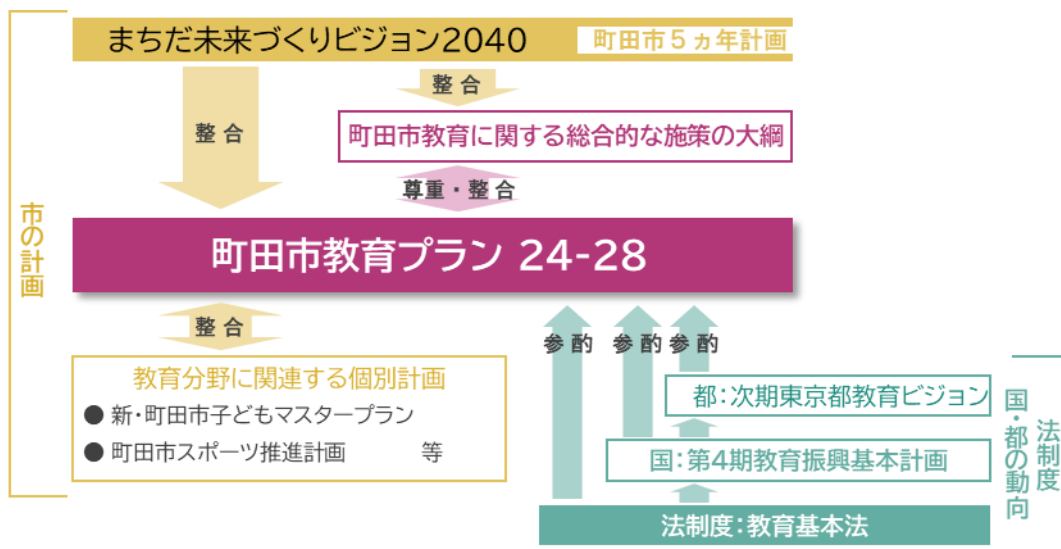 まちだ未来づくりビジョン2040
町田市5ヵ年計画
整合
整合
町田市教育に関する総合的な施策の大綱
尊重・整合
市の計画
町田市教育プラン 24-28
整合
参酌 参酌 参酌
教育分野に関連する個別計画
● 新・町田市子どもマスタープラン
● 町田市スポーツ推進計画 等
都:次期東京都教育ビジョン
国:第4期教育振興基本計画
法制度:教育基本法
法制度
国・都の動向